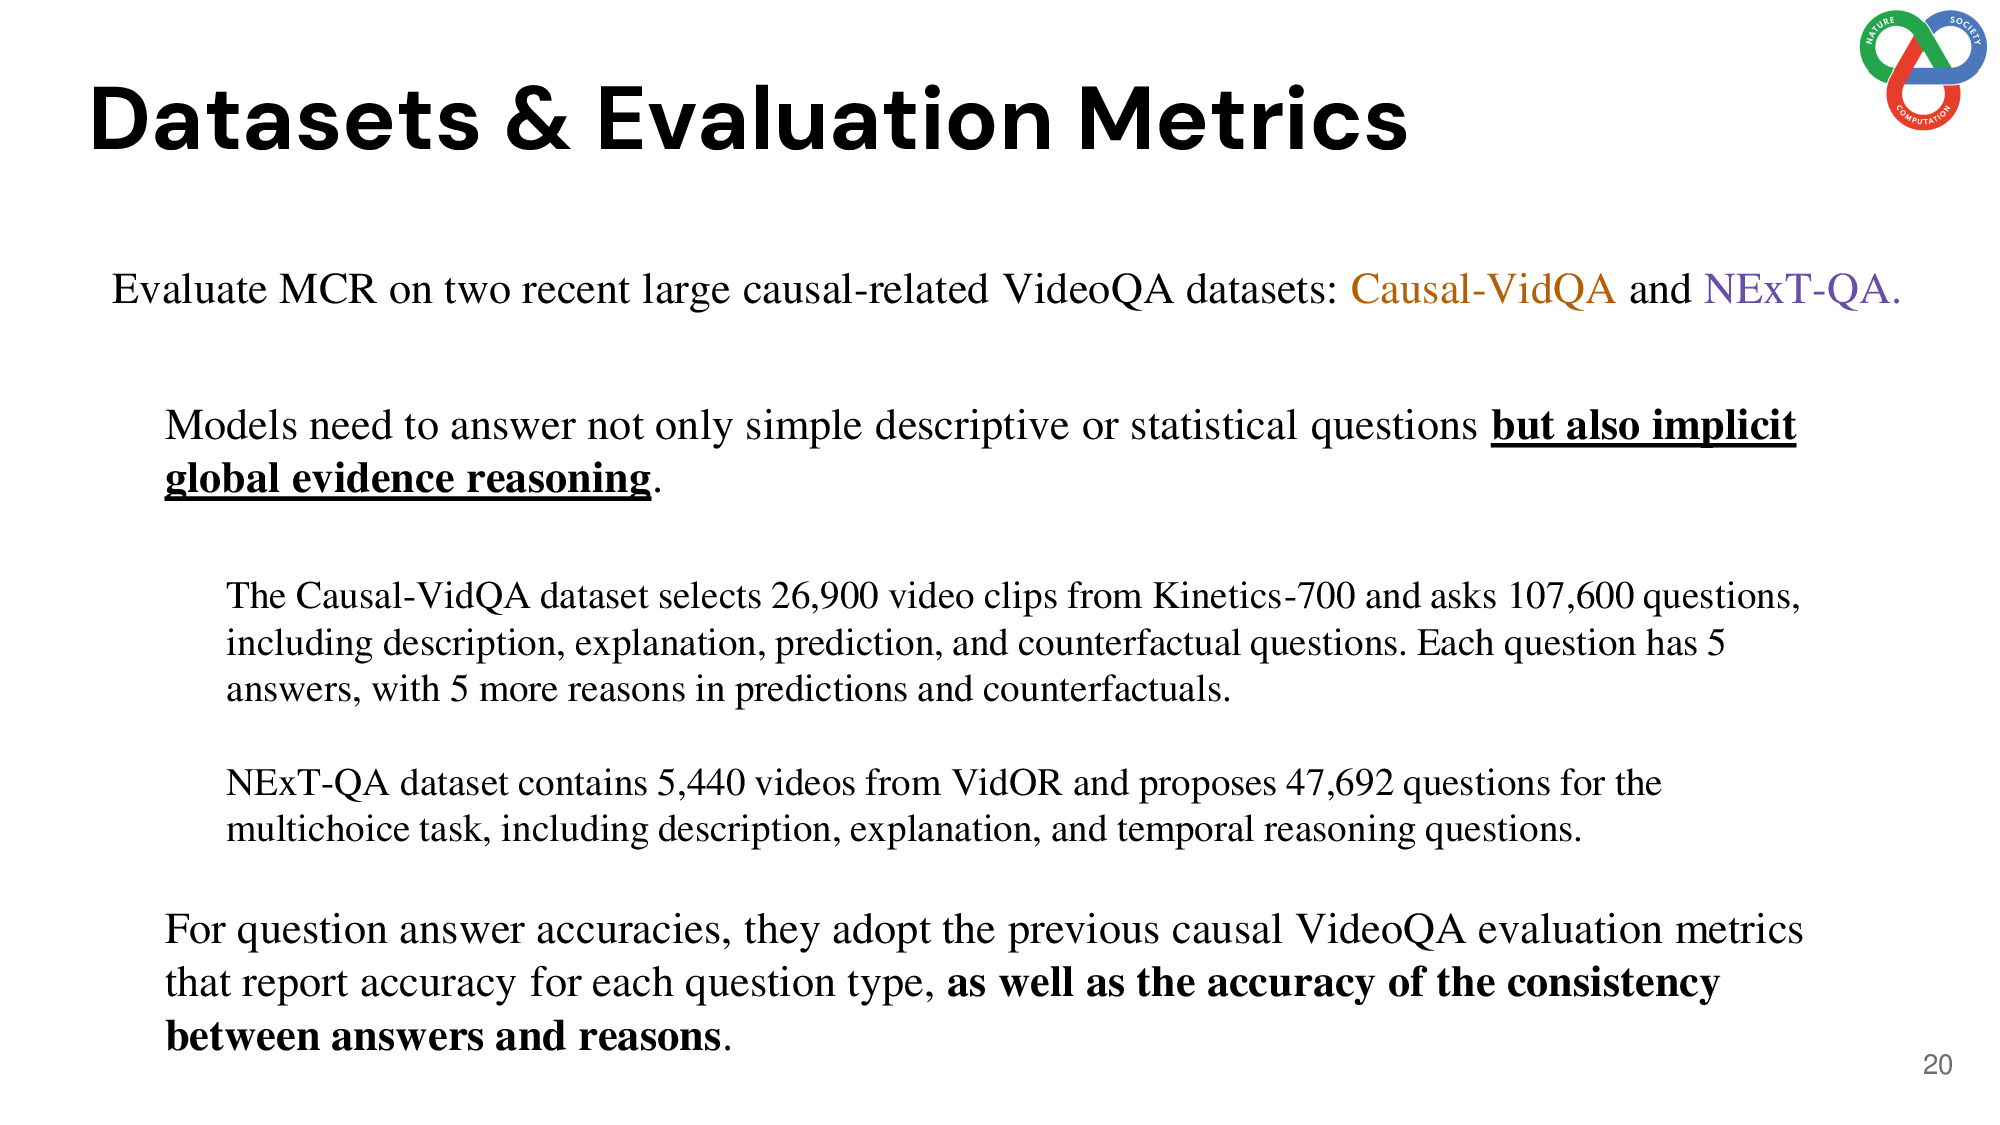 NATURE
SOCIETY
COMPUTATION
Datasets & Evaluation Metrics
Evaluate MCR on two recent large causal-related VideoQA datasets: Causal-VidQA and NExT-QA.
Models need to answer not only simple descriptive or statistical questions but also implicit
global evidence reasoning.
The Causal-VidQA dataset selects 26,900 video clips from Kinetics-700 and asks 107,600 questions,
including description, explanation, prediction, and counterfactual questions. Each question has 5
answers, with 5 more reasons in predictions and counterfactuals.
NExT-QA dataset contains 5,440 videos from VidOR and proposes 47,692 questions for the
multichoice task, including description, explanation, and temporal reasoning questions.
For question answer accuracies, they adopt the previous causal VideoQA evaluation metrics
that report accuracy for each question type, as well as the accuracy of the consistency
between answers and reasons.
20